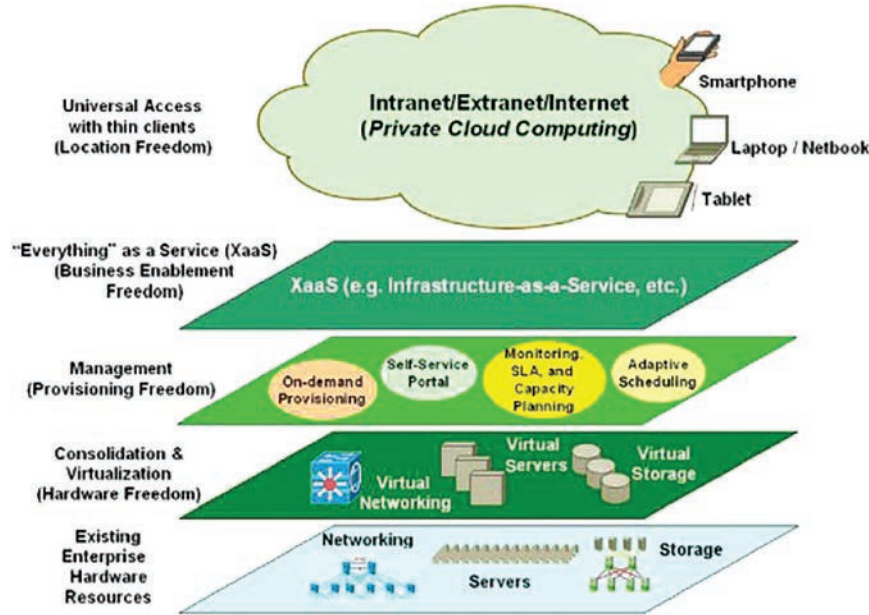 Universal Access
with thin clients
(Location Freedom)
Intranet/Extranet/Internet
(Private Cloud Computing)
Smartphone
Laptop / Netbook
Tablet
“Everything” as a Service (XaaS)
(Business Enablement
Freedom)
XaaS (e.g. Infrastructure-as-a-Service, etc.)
Management
(Provisioning Freedom)
On-demand
Provisioning
Self-Service
Portal
Monitoring,
SLA, and
Capacity
Planning
Adaptive
Scheduling
Consolidation &
Virtualization
(Hardware Freedom)
Virtual
Networking
Virtual
Servers
Virtual
Storage
Existing
Enterprise
Hardware
Resources
Networking
Servers
Storage